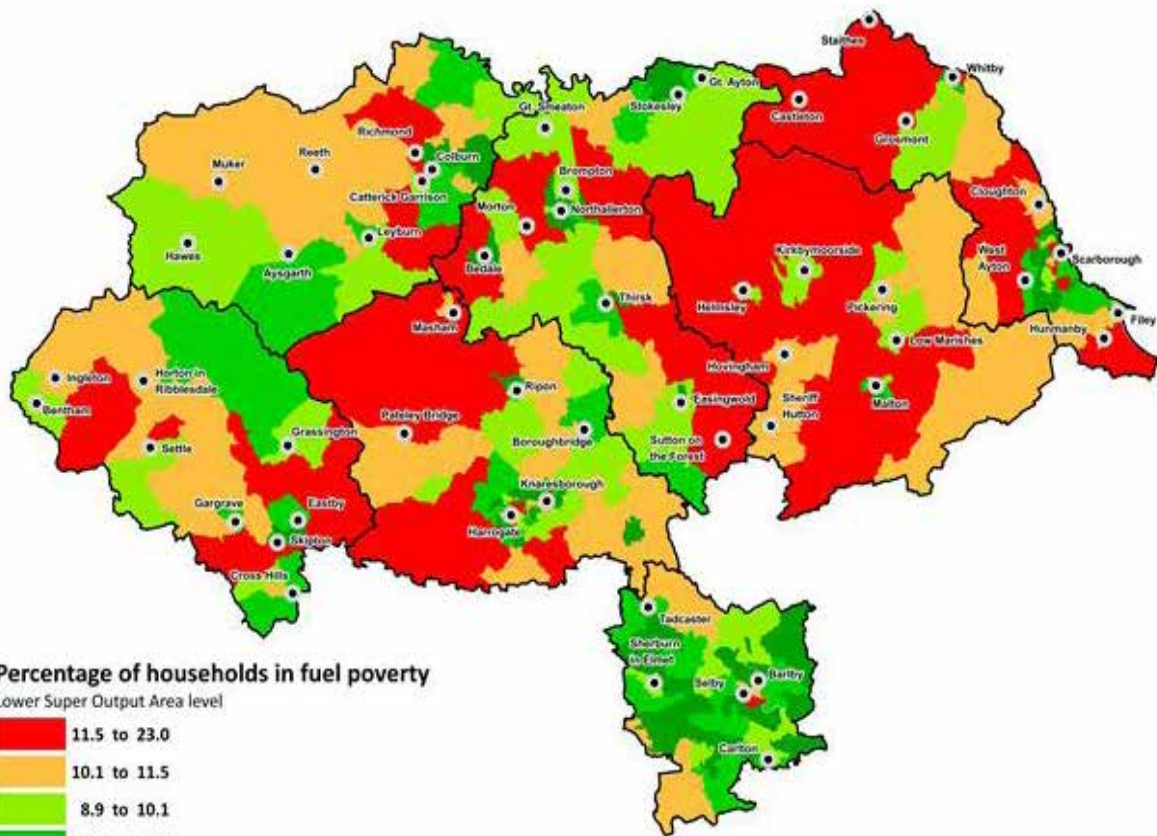 Staithes
Whitby
Gt. Ayton
Stokesley
Castleton
Gt. Smeaton
Grosmont
Richmond
Reeth
Colburn
Muker
Brompton
Catterick Garrison
Cloughton
Morton
Northallerton
Leyburn
Hawes
Aysgarth
Bedale
Kirkbymoorside
West
Ayton
Scarborough
Thirsk
Helmsley
Pickering
Masham
Filey
Hunmanby
Low Marishes
Hovingham
Ingleton
Horton in
Ribblesdale
Ripon
Bentham
Easingwold
Sheriff
Hutton
Malton
Pateley Bridge
Settle
Grassington
Boroughbridge
Sutton on
the Forest
Knaresborough
Gargrave
Eastby
Harrogate
Skipton
Cross Hills
Tadcaster
Sherburn
in Elmet
Barlby
Selby
Carlton
Percentage of households in fuel poverty
Lower Super Output Area level
11.5 to 23.0
10.1 to 11.5
8.9 to 10.1